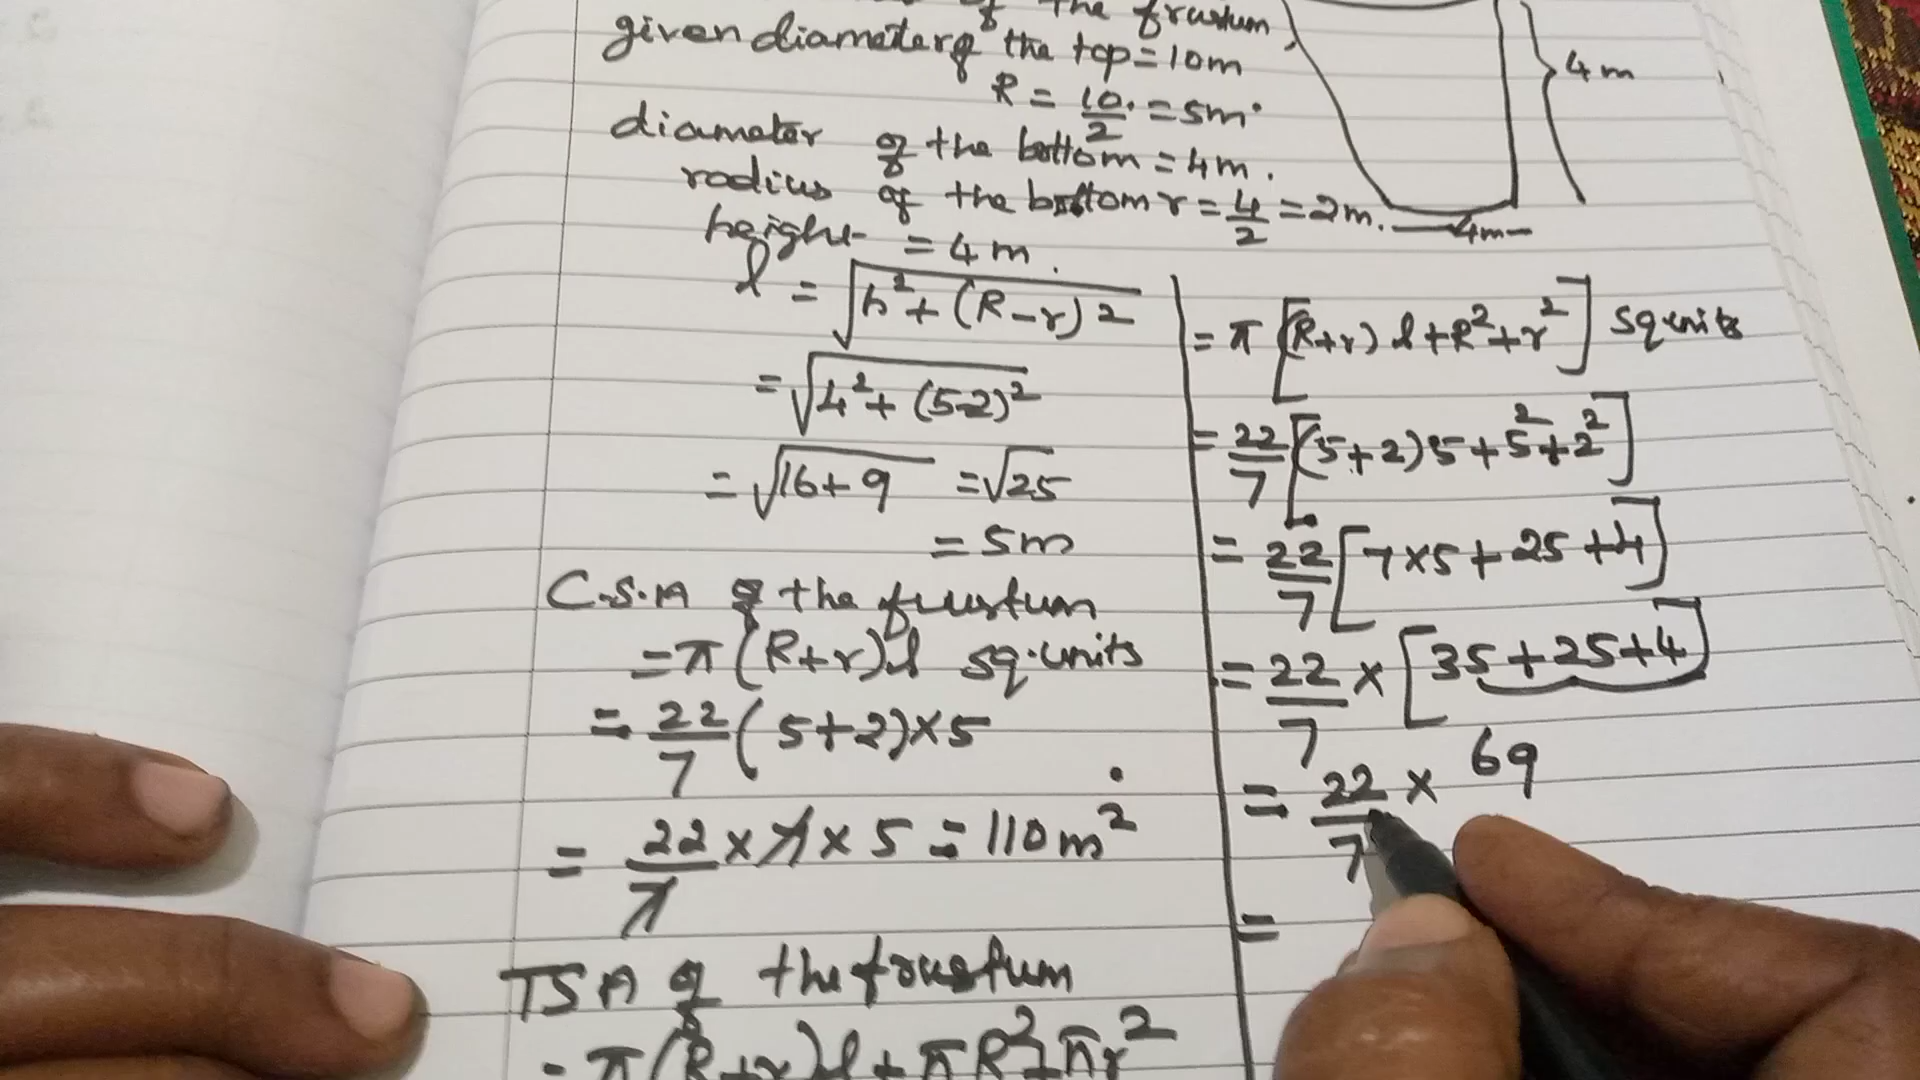 of the frustum
given diameter of the top = 10m
R = 10/2 = 5m
diameter of the bottom = 4m.
radius of the bottom r = 4/2 = 2m.
height = 4m.
l = √h²+(R-r)2
= √4²+(5-2)²
= √16+9 = √25
= 5m
C.S.A of the frustum
= π(R+r)l sq.units
= 22/7 (5+2)×5
= 22/7 × 7 × 5 = 110m²
TSA of the frustum
= π(R+r)l + πR²+πr²
4m
4m
= π[(R+r)l+R²+r²] sq units
= 22/7[(5+2)5+5²+2²]
= 22/7[7×5+25+4]
= 22/7 × [35+25+4]
= 22/7 × 69
=